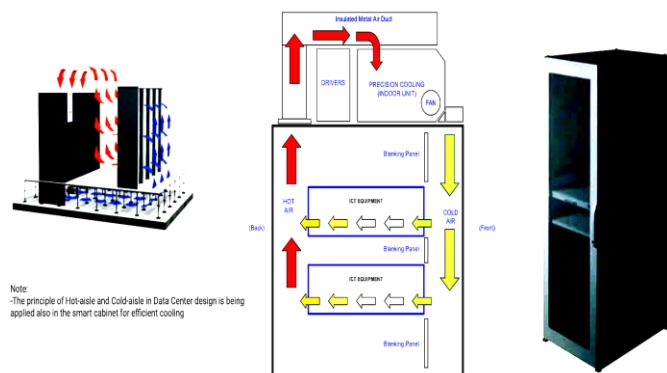 Insulated Metal Air Duct
DRIVERS
PRECISION COOLING
(INDOOR UNIT)
FAN
Blanking Panel
HOT
AIR
ICT EQUIPMENT
COLD
AIR
(Back)
(Front)
Blanking Panel
ICT EQUIPMENT
Blanking Panel
Note:
-The principle of Hot-aisle and Cold-aisle in Data Center design is being
applied also in the smart cabinet for efficient cooling